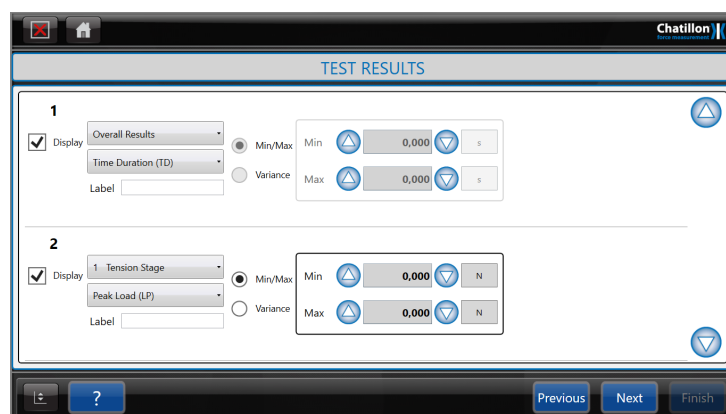 Chatillon
force measurement
TEST RESULTS
1
Display
Overall Results
Time Duration (TD)
Label
Min/Max
Variance
Min 0,000 s
Max 0,000 s
2
Display
1 Tension Stage
Peak Load (LP)
Label
Min/Max
Variance
Min 0,000 N
Max 0,000 N
?
Previous
Next
Finish